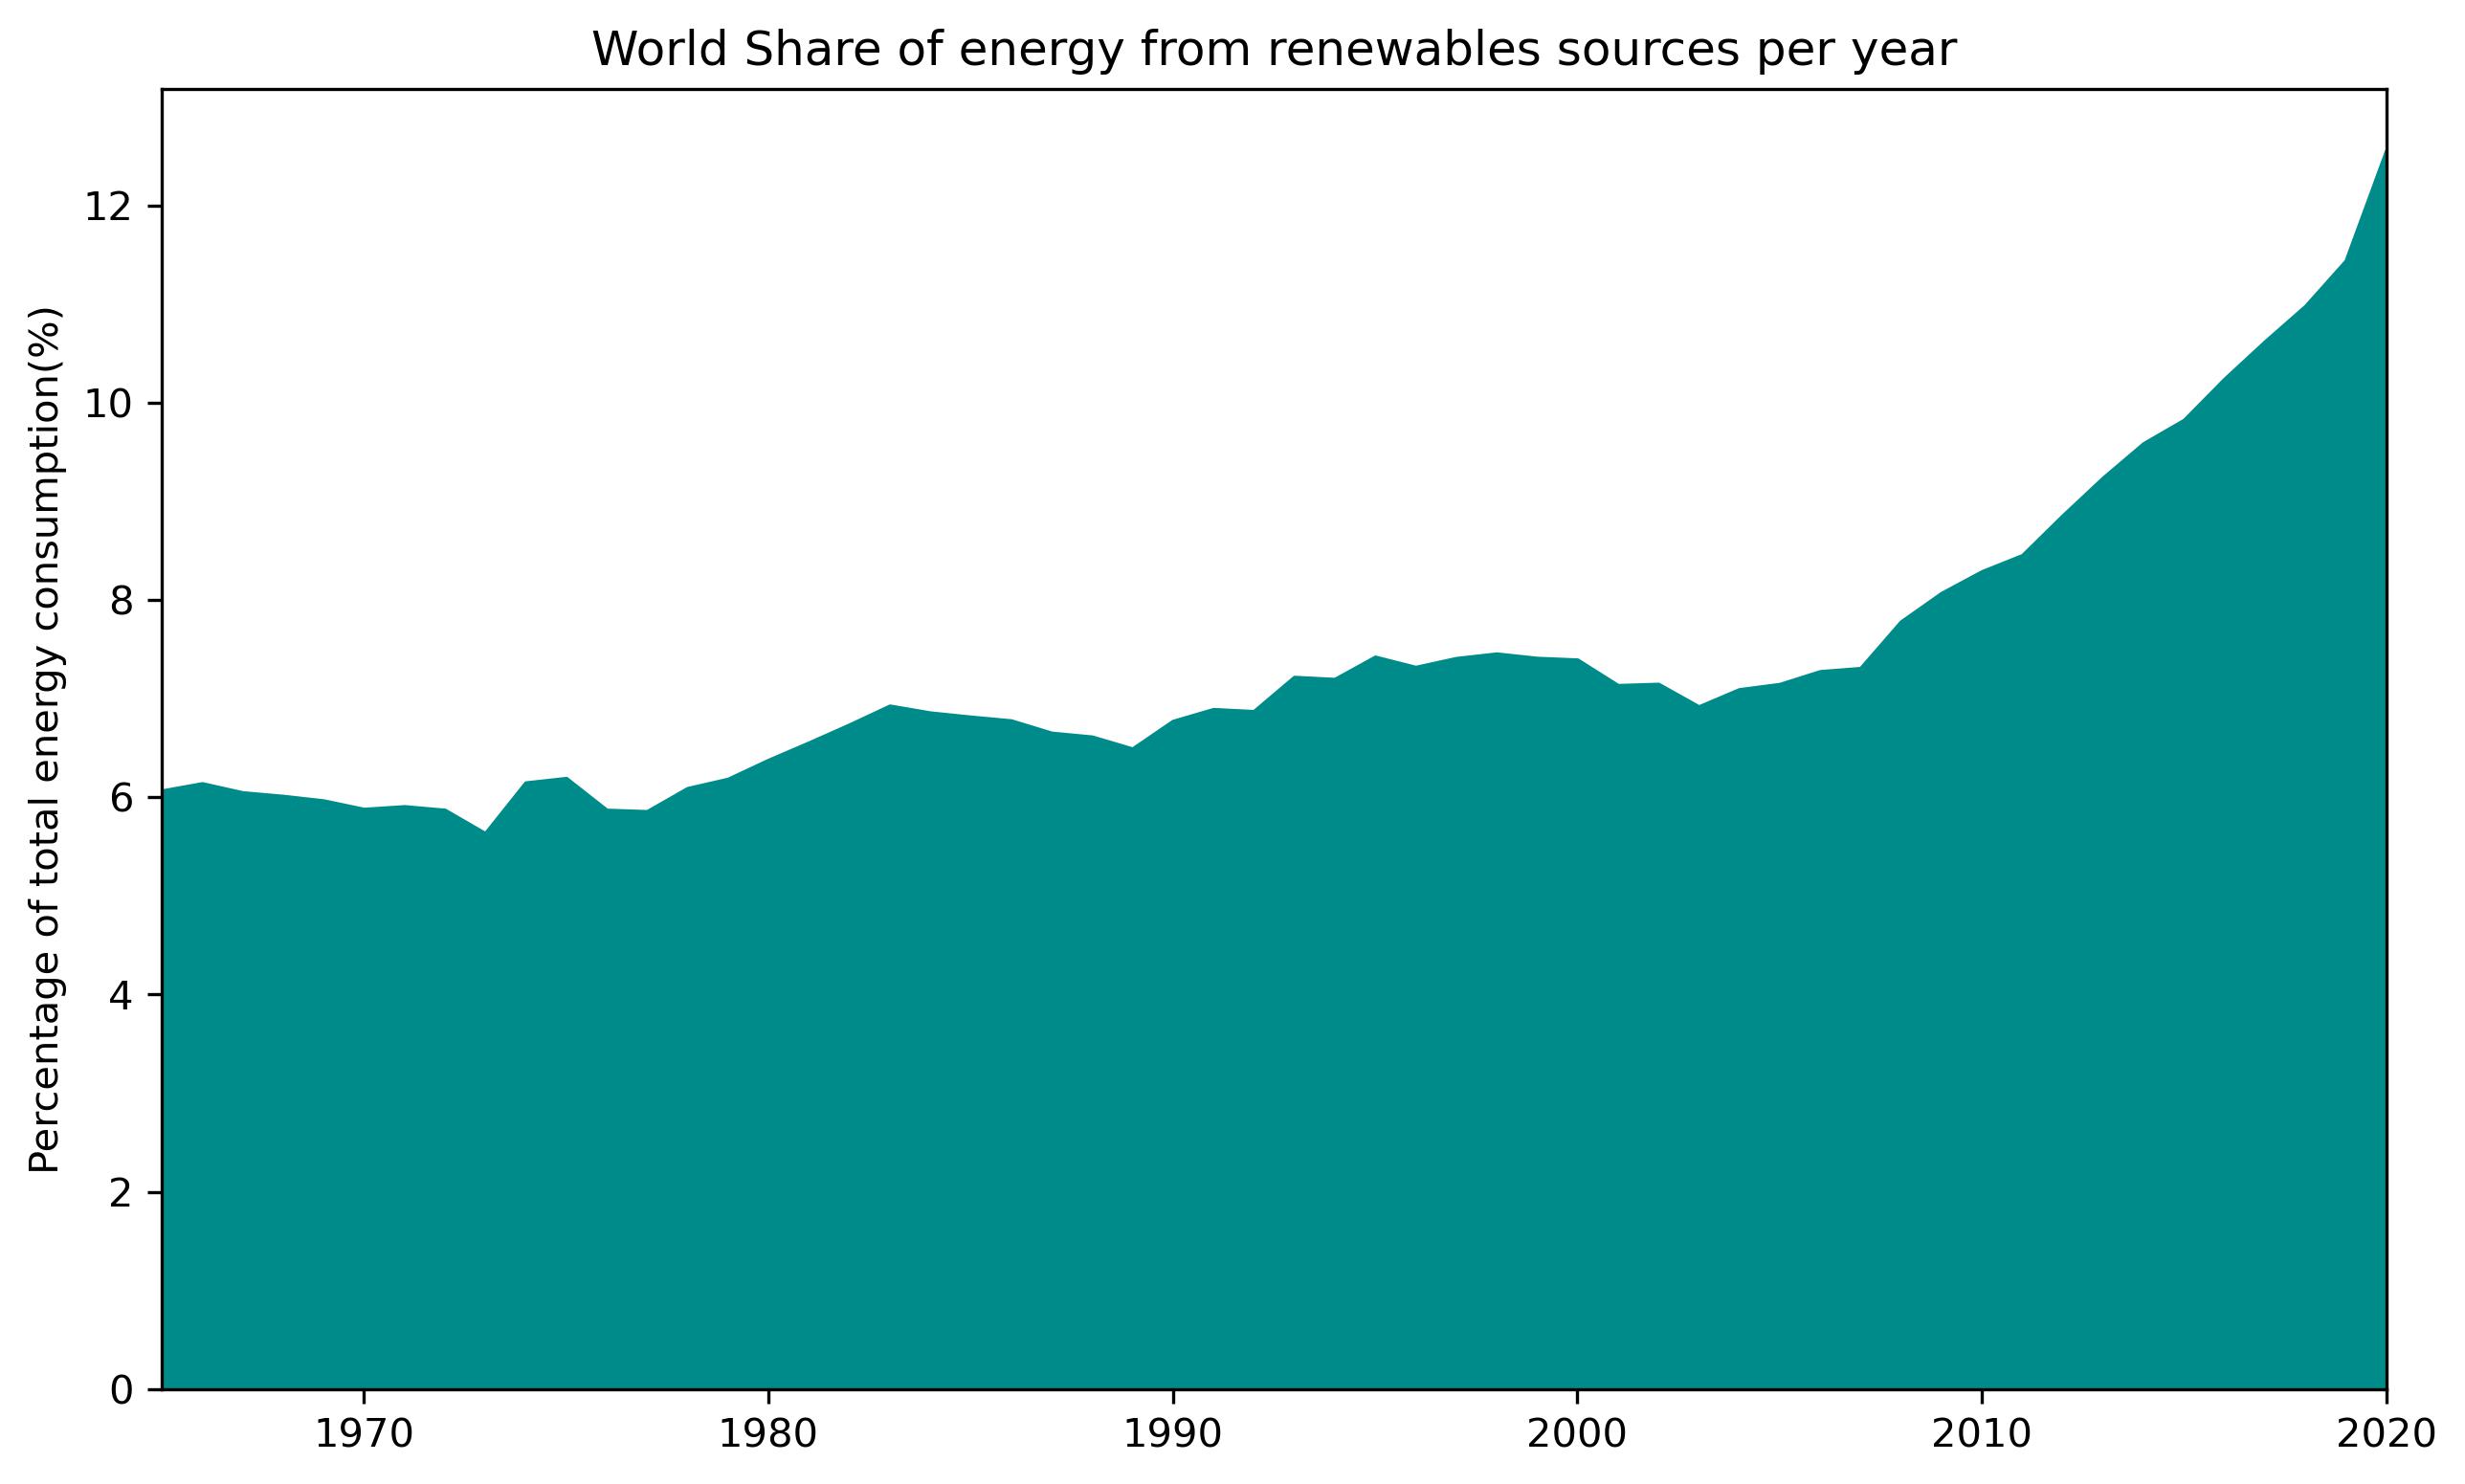 World Share of energy from renewables sources per year
Percentage of total energy consumption(%)
12
10
8
6
4
2
0
1970 1980 1990 2000 2010 2020